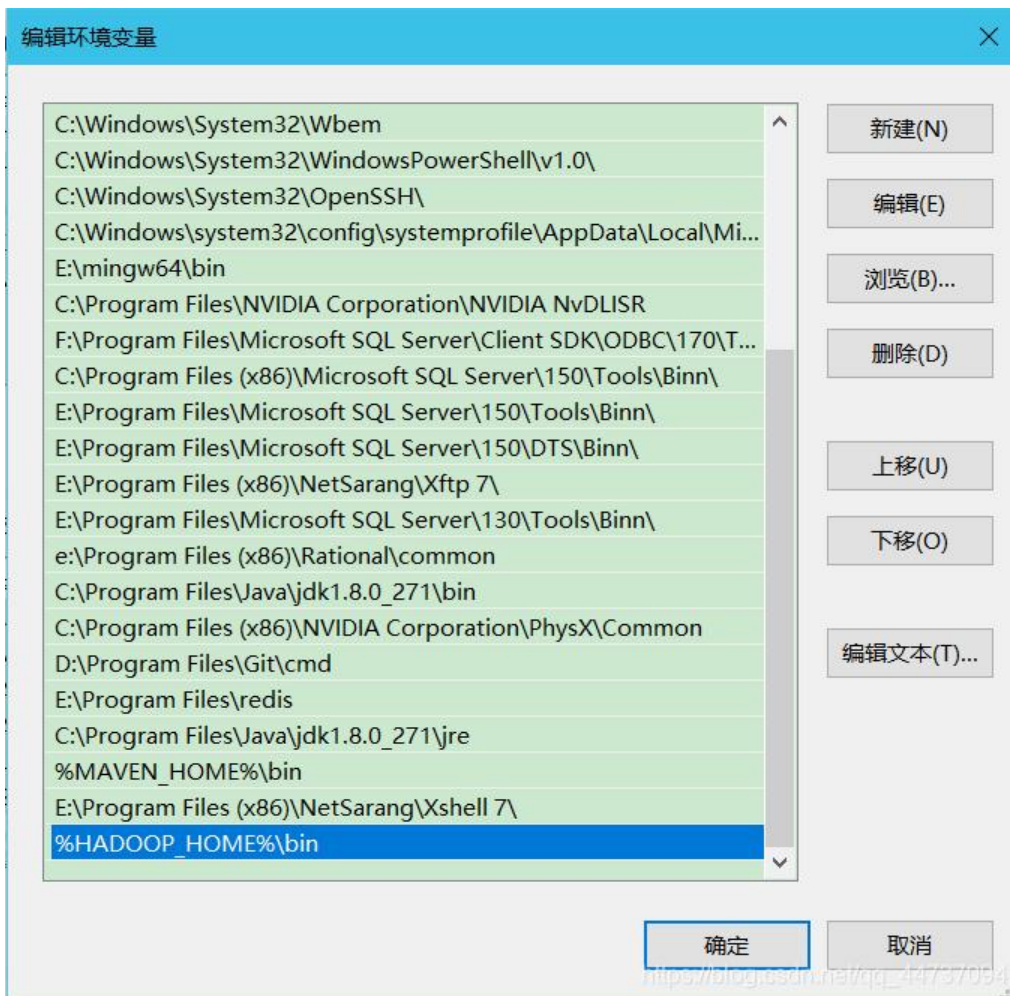 编辑环境变量
C:\Windows\System32\Wbem
C:\Windows\System32\WindowsPowerShell\v1.0\
C:\Windows\System32\OpenSSH\
C:\Windows\system32\config\systemprofile\AppData\Local\Mi...
E:\mingw64\bin
C:\Program Files\NVIDIA Corporation\NVIDIA NvDLISR
F:\Program Files\Microsoft SQL Server\Client SDK\ODBC\170\T...
C:\Program Files (x86)\Microsoft SQL Server\150\Tools\Binn\
E:\Program Files\Microsoft SQL Server\150\Tools\Binn\
E:\Program Files\Microsoft SQL Server\150\DTS\Binn\
E:\Program Files (x86)\NetSarang\Xftp 7\
E:\Program Files\Microsoft SQL Server\130\Tools\Binn\
e:\Program Files (x86)\Rational\common
C:\Program Files\Java\jdk1.8.0_271\bin
C:\Program Files (x86)\NVIDIA Corporation\PhysX\Common
D:\Program Files\Git\cmd
E:\Program Files\redis
C:\Program Files\Java\jdk1.8.0_271\jre
%MAVEN_HOME%\bin
E:\Program Files (x86)\NetSarang\Xshell 7\
%HADOOP_HOME%\bin
新建(N)
编辑(E)
浏览(B)...
删除(D)
上移(U)
下移(O)
编辑文本(T)...
确定
取消
https://blog.csdn.net/qq_44737094